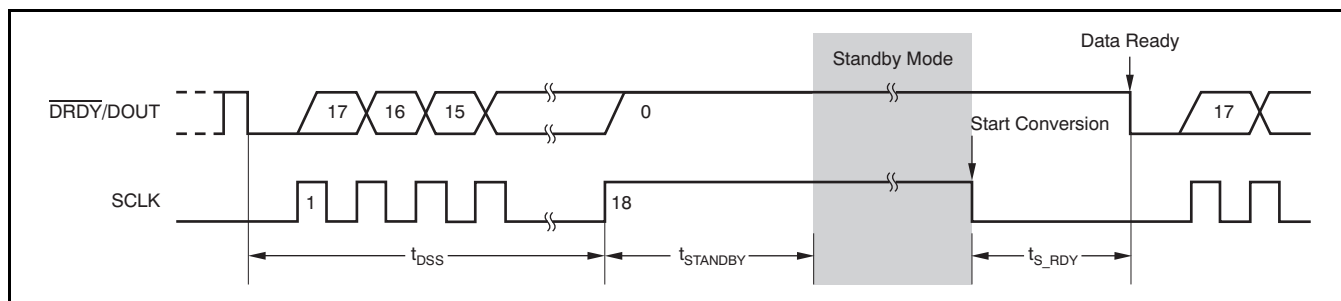 Data Ready
Standby Mode
DRDY/DOUT
17
16
15
0
17
Start Conversion
SCLK
1
18
tDSS
tSTANDBY
tS_RDY